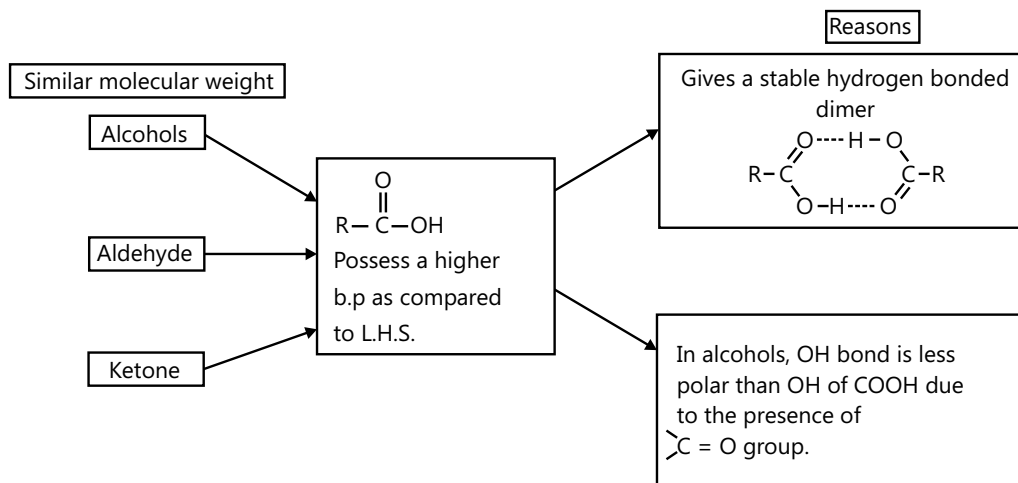 Reasons
Similar molecular weight
Alcohols
Aldehyde
Ketone
O
R—C—OH
Possess a higher
b.p as compared
to L.H.S.
Gives a stable hydrogen bonded
dimer
O----H–O
R–C C–R
O–H----O
In alcohols, OH bond is less
polar than OH of COOH due
to the presence of
C = O group.